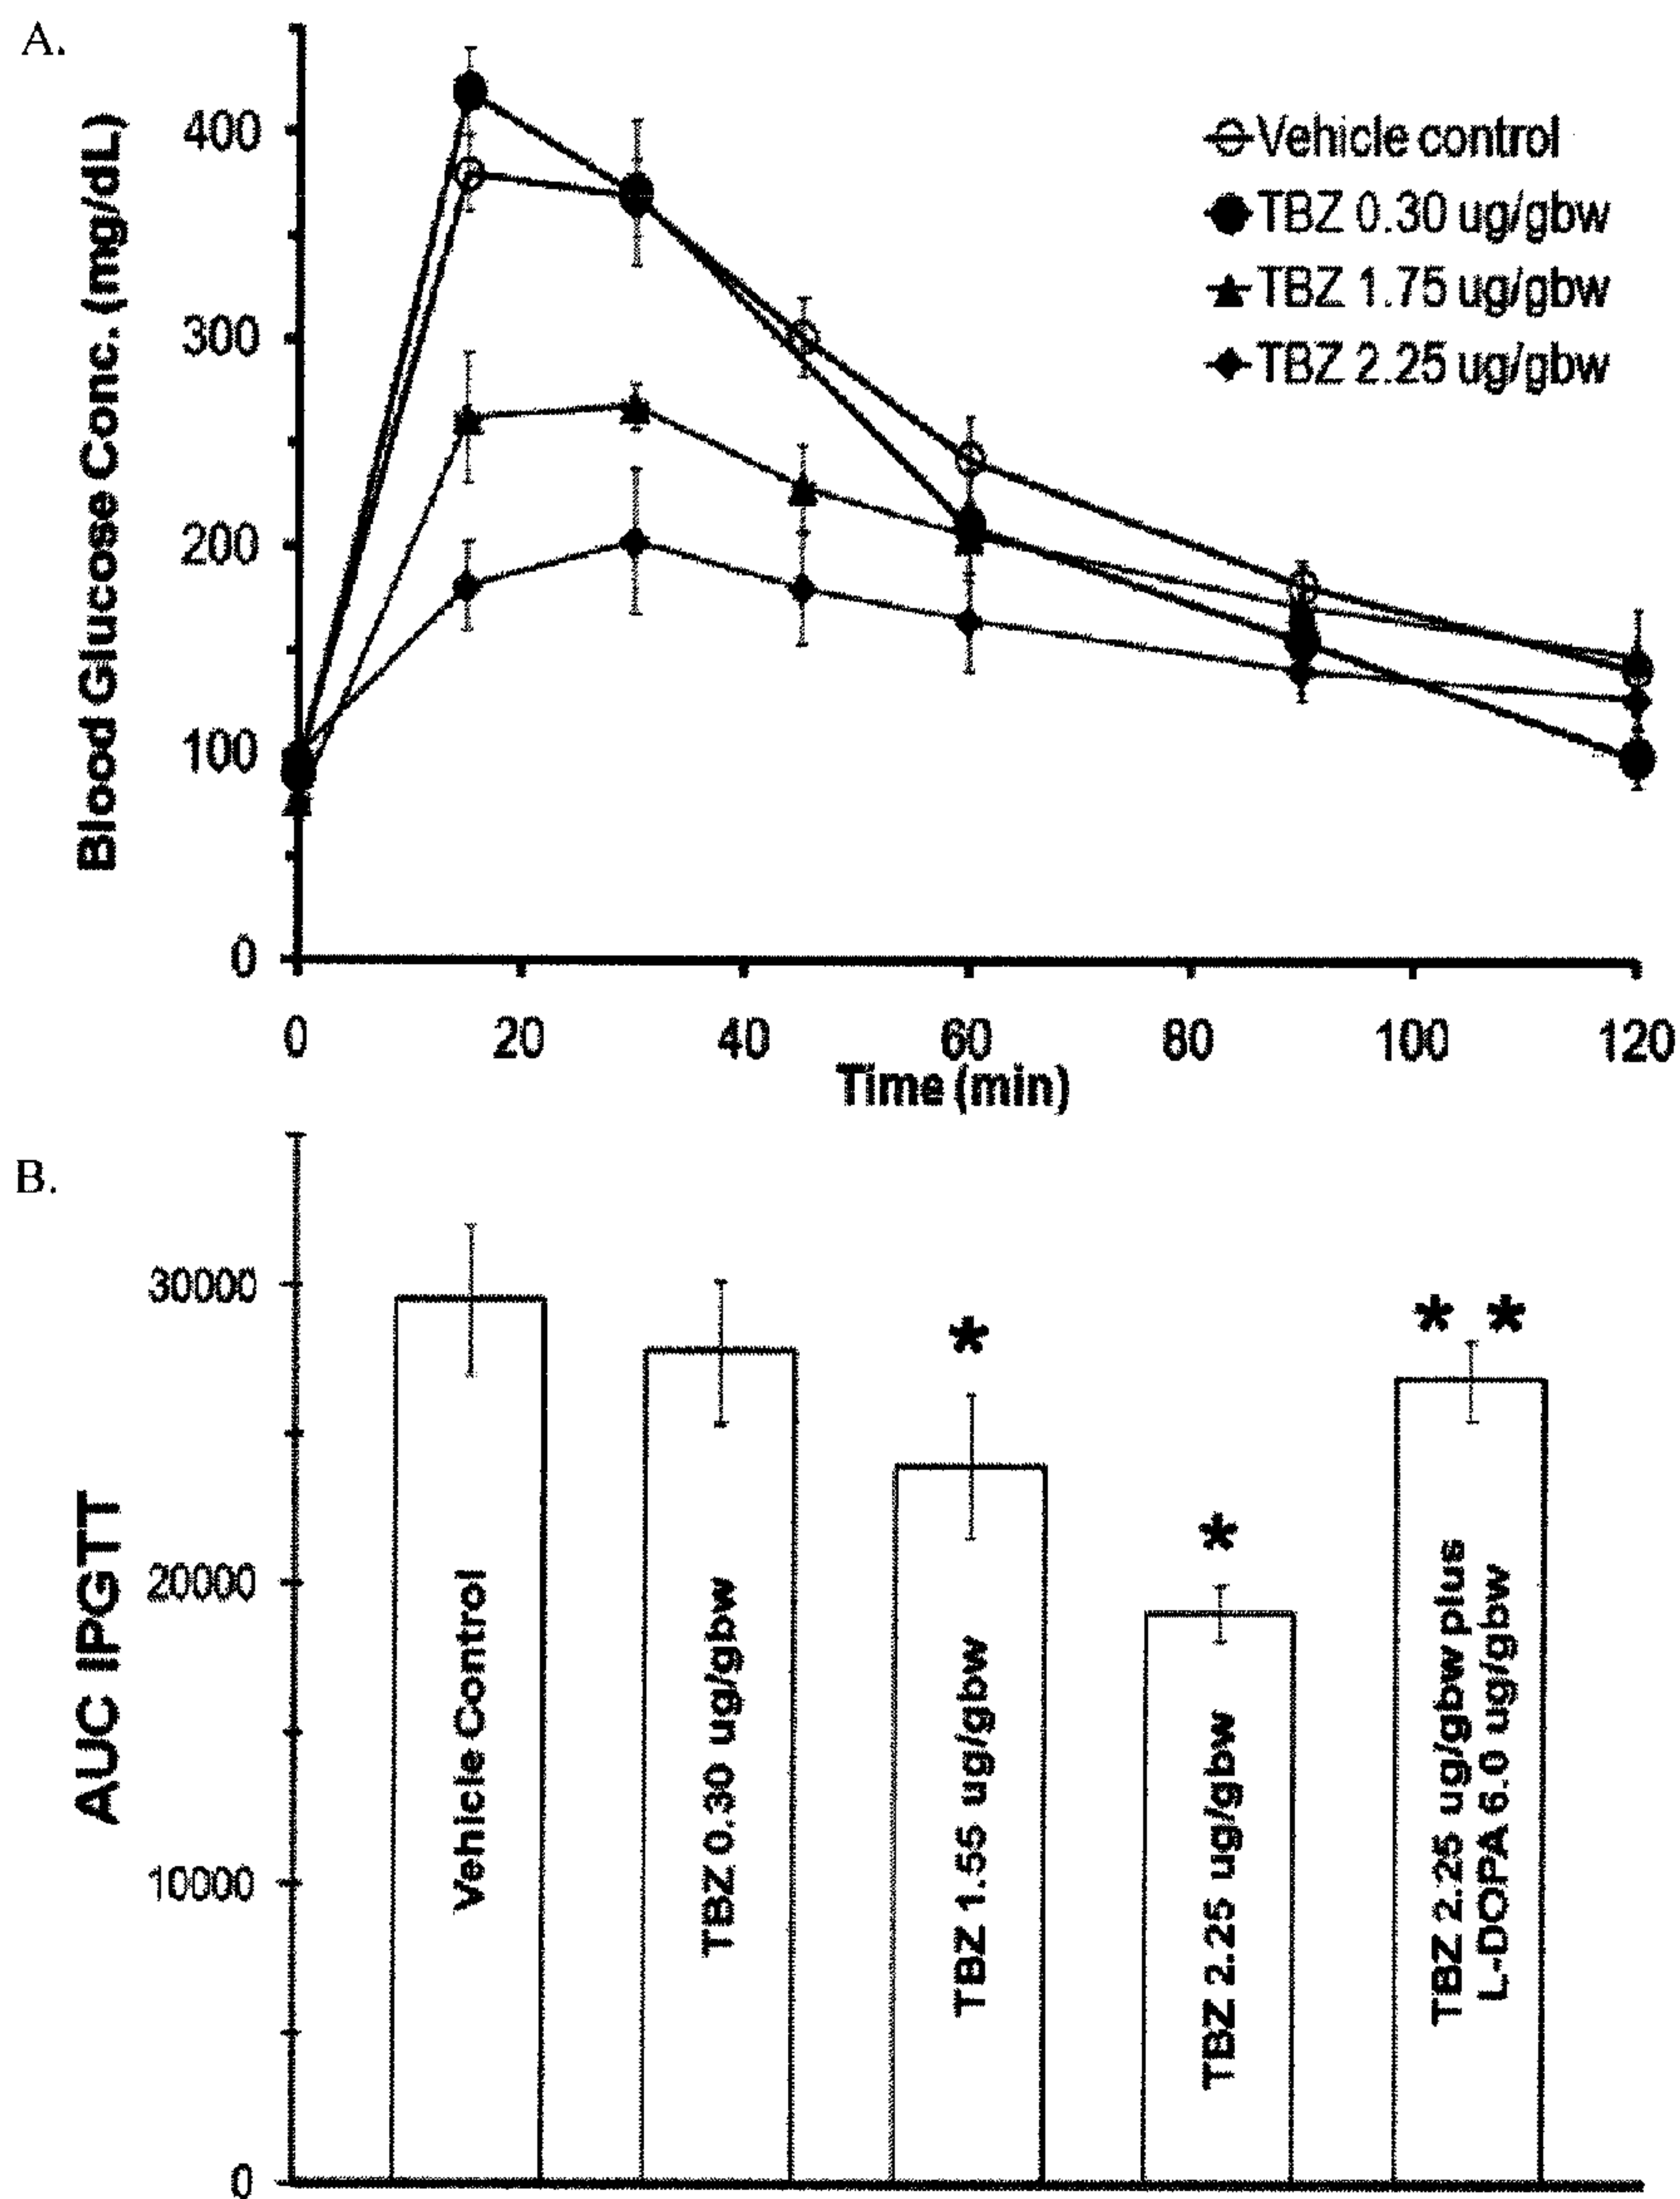 A.
Blood Glucose Conc. (mg/dL)
400
300
200
100
0
Vehicle control
TBZ 0.30 ug/gbw
TBZ 1.75 ug/gbw
TBZ 2.25 ug/gbw
0 20 40 60 80 100 120
Time (min)
B.
AUC IPGTT
30000
20000
10000
0
* 
*
* *
Vehicle Control
TBZ 0.30 ug/gbw
TBZ 1.55 ug/gbw
TBZ 2.25 ug/gbw
TBZ 2.25 ug/gbw plus
L-DOPA 6.0 ug/gbw